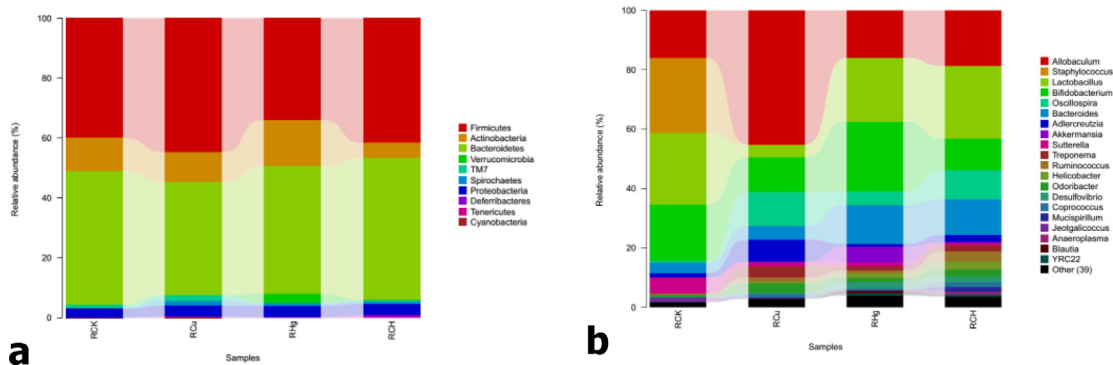 100
80
60
40
20
0
Relative abundance (%)
RCK
RCu
RHg
RCH
Samples
Firmicutes
Actinobacteria
Bacteroidetes
Verrucomicrobia
TM7
Spirochaetes
Proteobacteria
Deferribacteres
Tenericutes
Cyanobacteria
a
100
80
60
40
20
0
Relative abundance (%)
RCK
RCu
RHg
RCH
Samples
Allobaculum
Staphylococcus
Lactobacillus
Bifidobacterium
Oscillospira
Bacteroides
Adlercreutzia
Akkermansia
Sutterella
Treponema
Ruminococcus
Helicobacter
Odoribacter
Desulfovibrio
Coprococcus
Mucispirillum
Jeotgalicoccus
Anaeroplasma
Blautia
YRC22
Other (39)
b